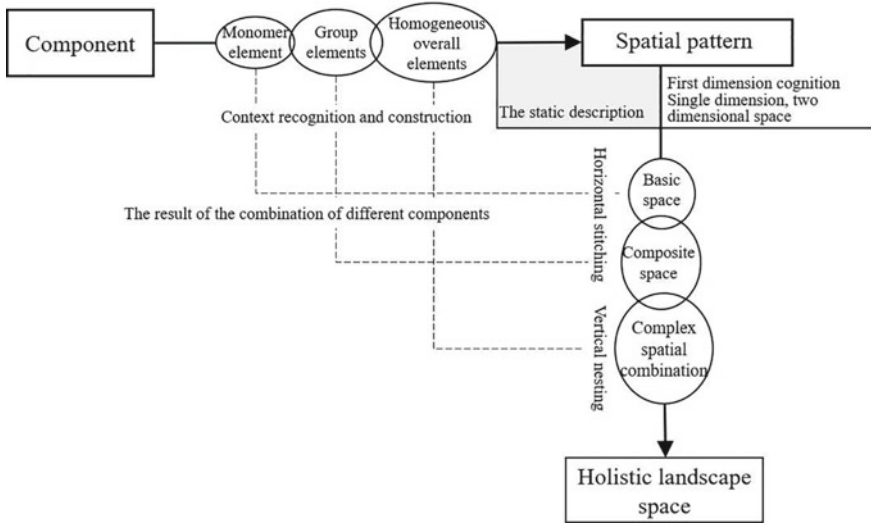 Component
Monomer
element
Group
elements
Homogeneous
overall
elements
Spatial pattern
First dimension cognition
Single dimension, two
dimensional space
The static description
Context recognition and construction
Horizontal stitching
Basic
space
The result of the combination of different components
Composite
space
Vertical nesting
Complex
spatial
combination
Holistic landscape
space